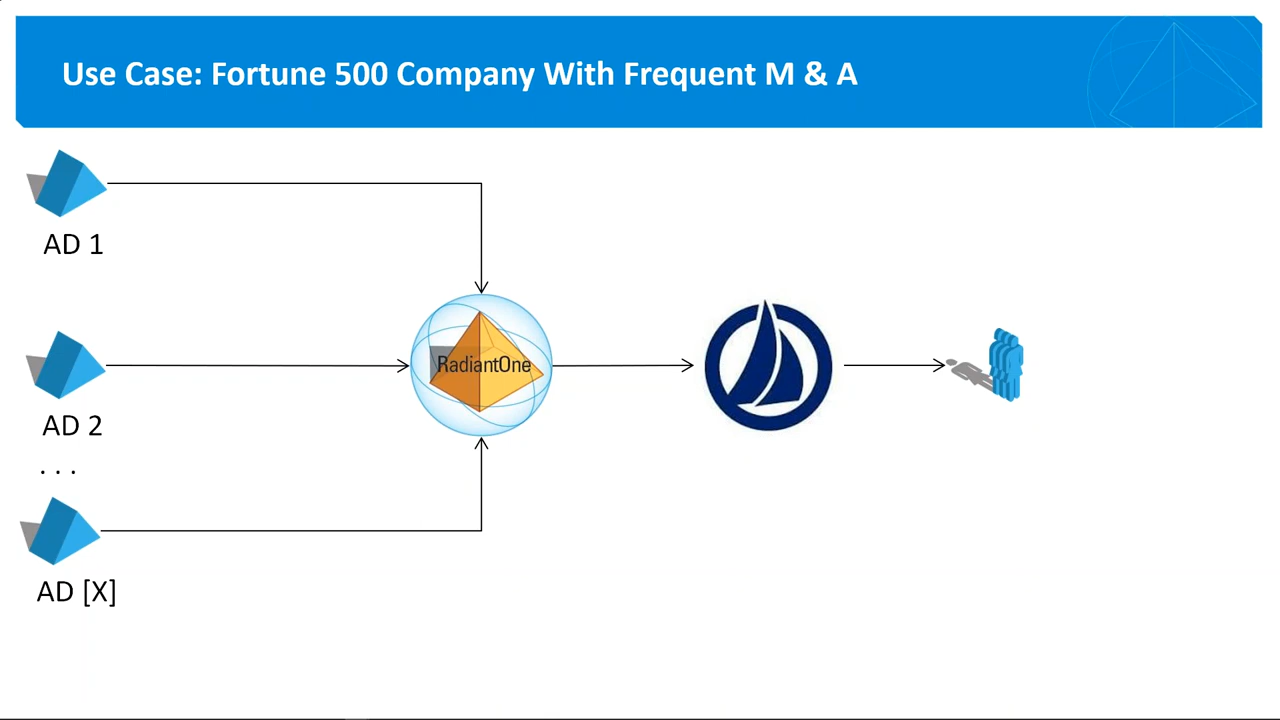 Use Case: Fortune 500 Company With Frequent M & A
AD 1
RadiantOne
AD 2
. . .
AD [X]